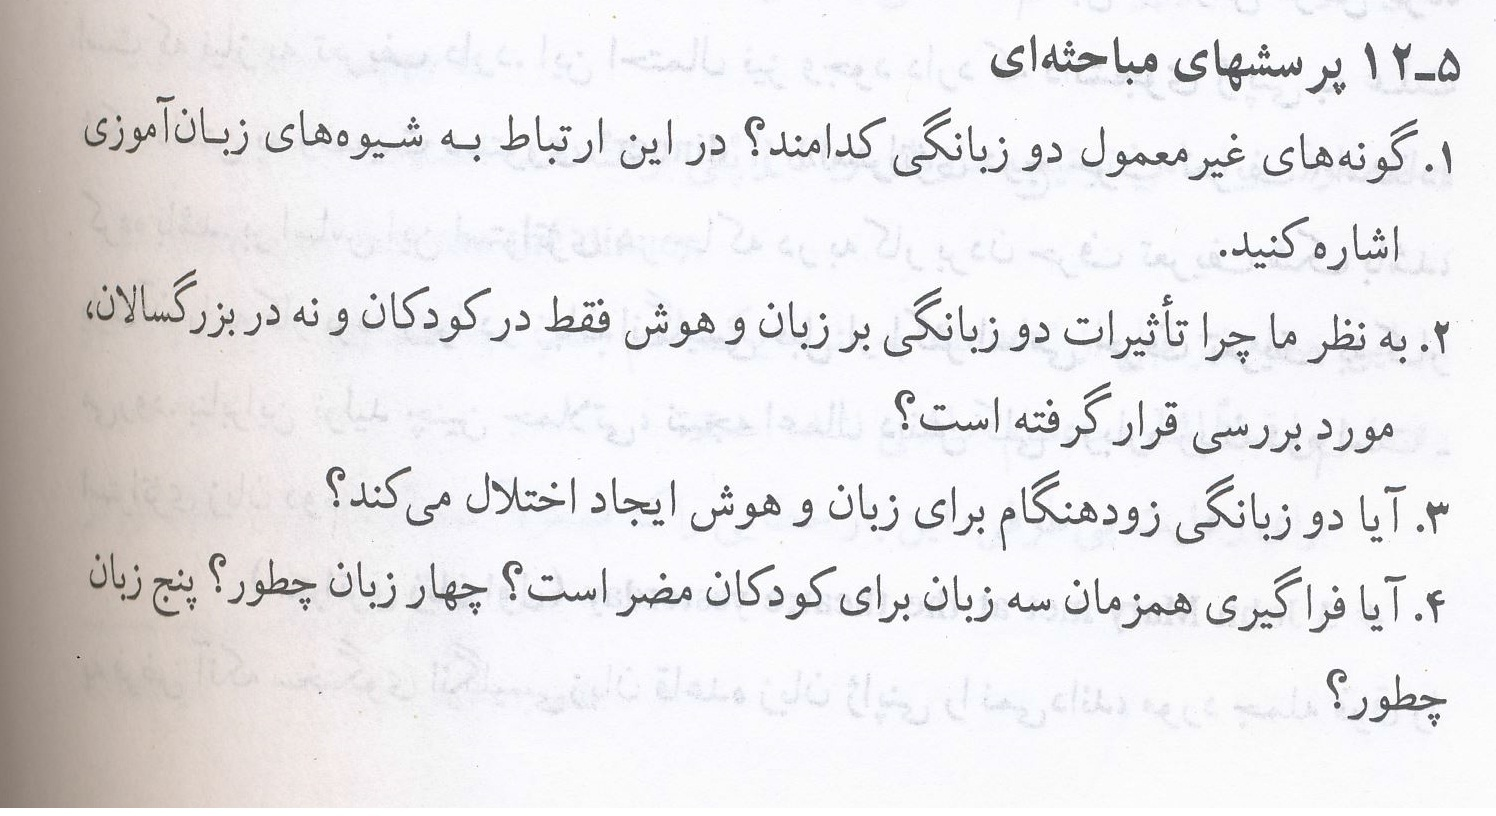 ۵ـ۱۲ پرسشهای مباحثه‌ای
۱. گونه‌های غیرمعمول دو زبانگی کدامند؟ در این ارتباط بـه شـیوه‌های زبـان‌آموزی
اشاره کنید.
۲. به نظر ما چرا تأثیرات دو زبانگی بر زبان و هوش فقط در کودکان و نه در بزرگسالان،
مورد بررسی قرار گرفته است؟
۳. آیا دو زبانگی زودهنگام برای زبان و هوش ایجاد اختلال می‌کند؟
۴. آیا فراگیری همزمان سه زبان برای کودکان مضر است؟ چهار زبان چطور؟ پنج زبان
چطور؟